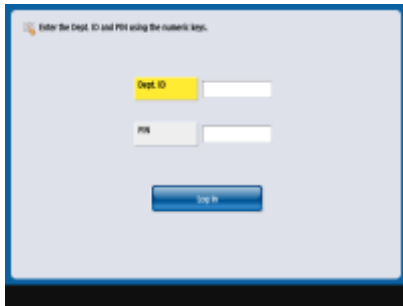 Enter the Dept. ID and PIN using the numeric keys.
Dept. ID
PIN
Log In